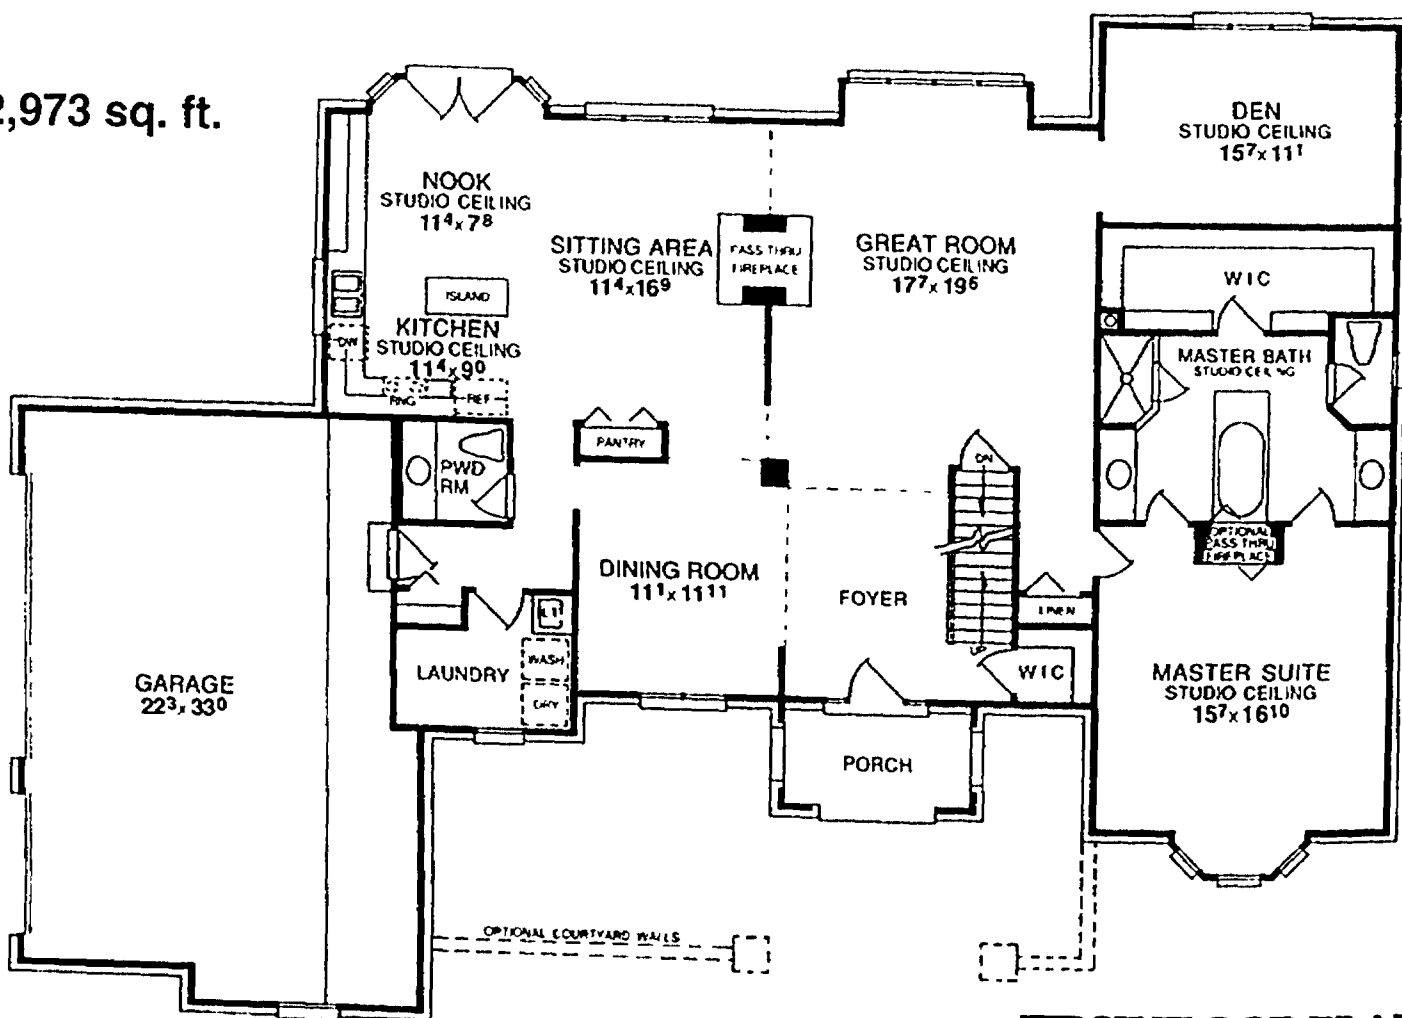 2,973 sq. ft.
DEN
STUDIO CEILING
15⁷x11¹
NOOK
STUDIO CEILING
11⁴x7⁸
SITTING AREA
STUDIO CEILING
11⁴x16⁹
PASS THRU
FIREPLACE
GREAT ROOM
STUDIO CEILING
17⁷x19⁶
WIC
ISLAND
KITCHEN
STUDIO CEILING
11⁴x9⁰
DW
RNG
REF
MASTER BATH
STUDIO CEILING
PANTRY
PWD
RM
DN
OPTIONAL
PASS THRU
FIREPLACE
DINING ROOM
11¹x11¹¹
FOYER
LINEN
LT
WASH
DRY
LAUNDRY
UP
WIC
GARAGE
22³x33⁰
MASTER SUITE
STUDIO CEILING
15⁷x16¹⁰
PORCH
OPTIONAL COURTYARD WALLS